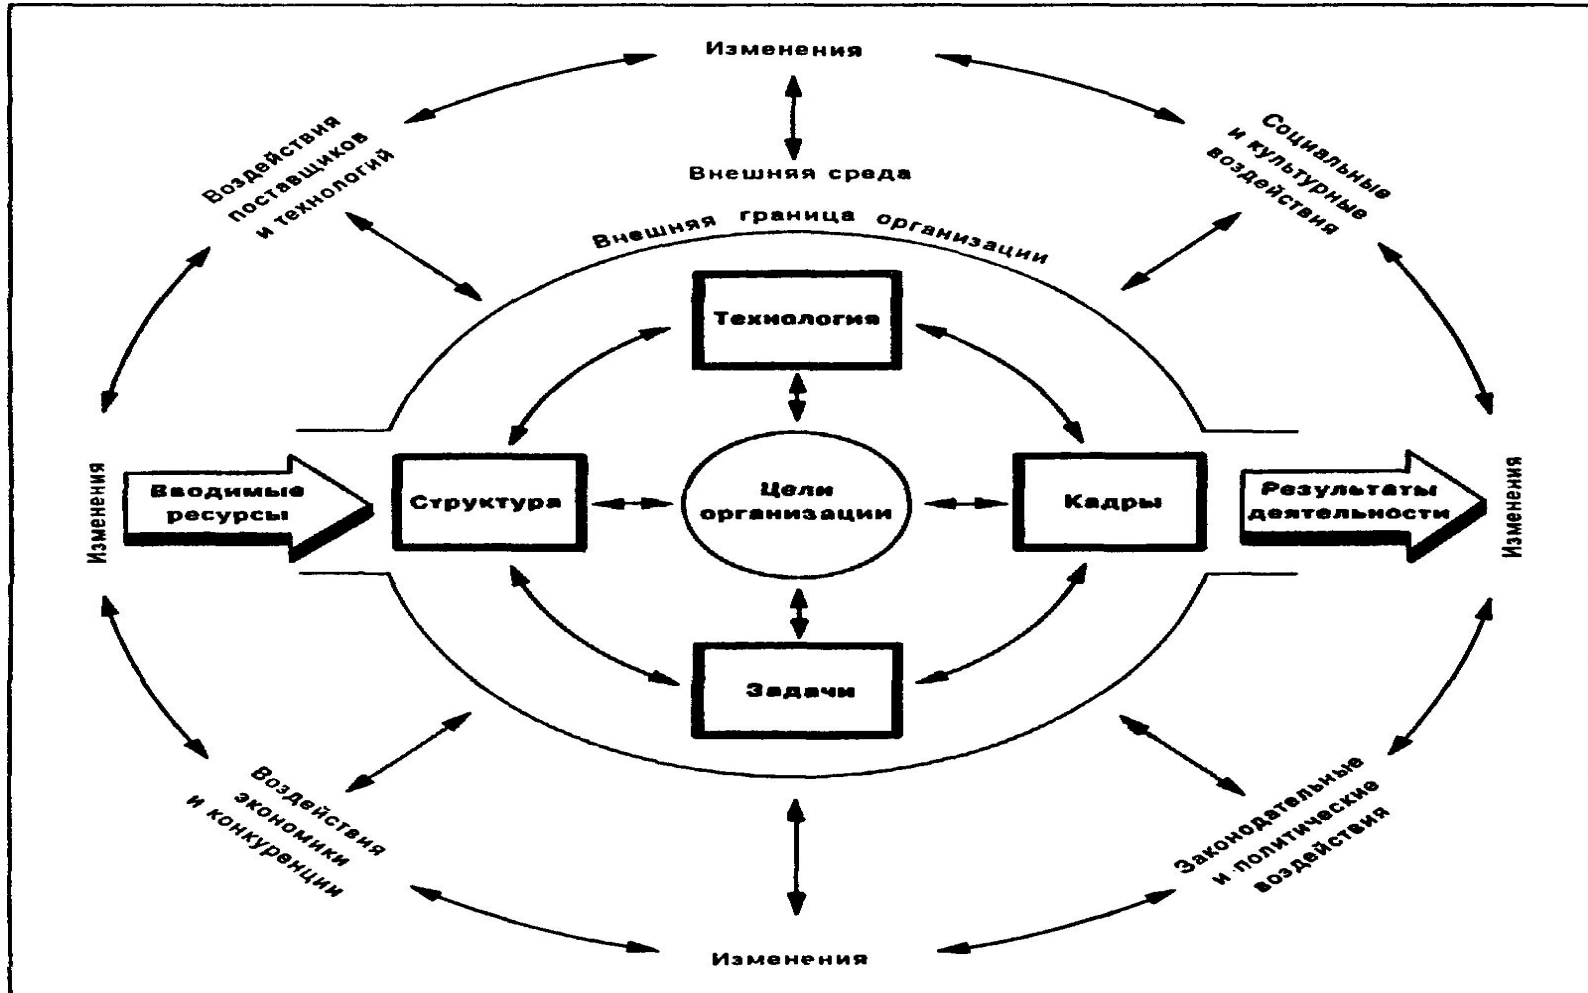 Изменения
Воздействия
поставщиков
и технологий
Социальные
и культурные
воздействия
Внешняя среда
Внешняя граница организации
Технология
Изменения
Вводимые
ресурсы
Структура
Цели
организации
Кадры
Результаты
деятельности
Изменения
Задачи
Воздействия
экономики
и конкуренции
Законодательные
и политические
воздействия
Изменения